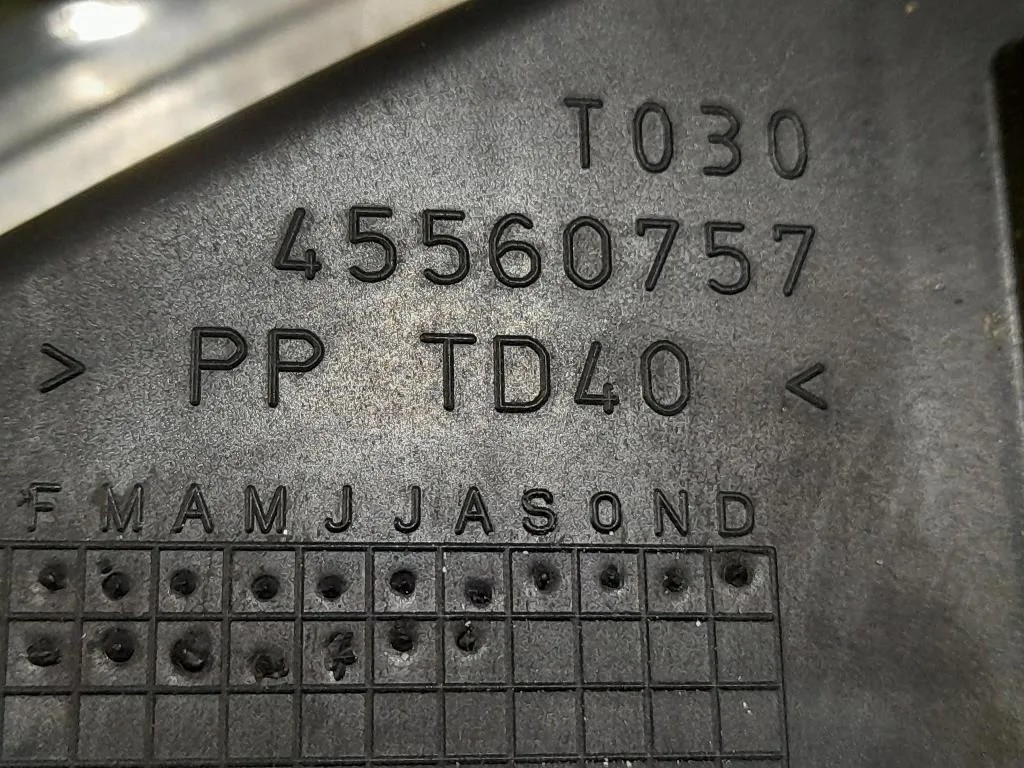 T030
45560757
> PP TD40 <
F M A M J J A S O N D